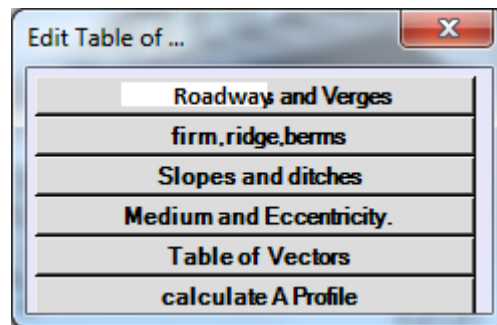 Edit Table of ...
Roadways and Verges
firm,ridge,berms
Slopes and ditches
Medium and Eccentricity.
Table of Vectors
calculate A Profile